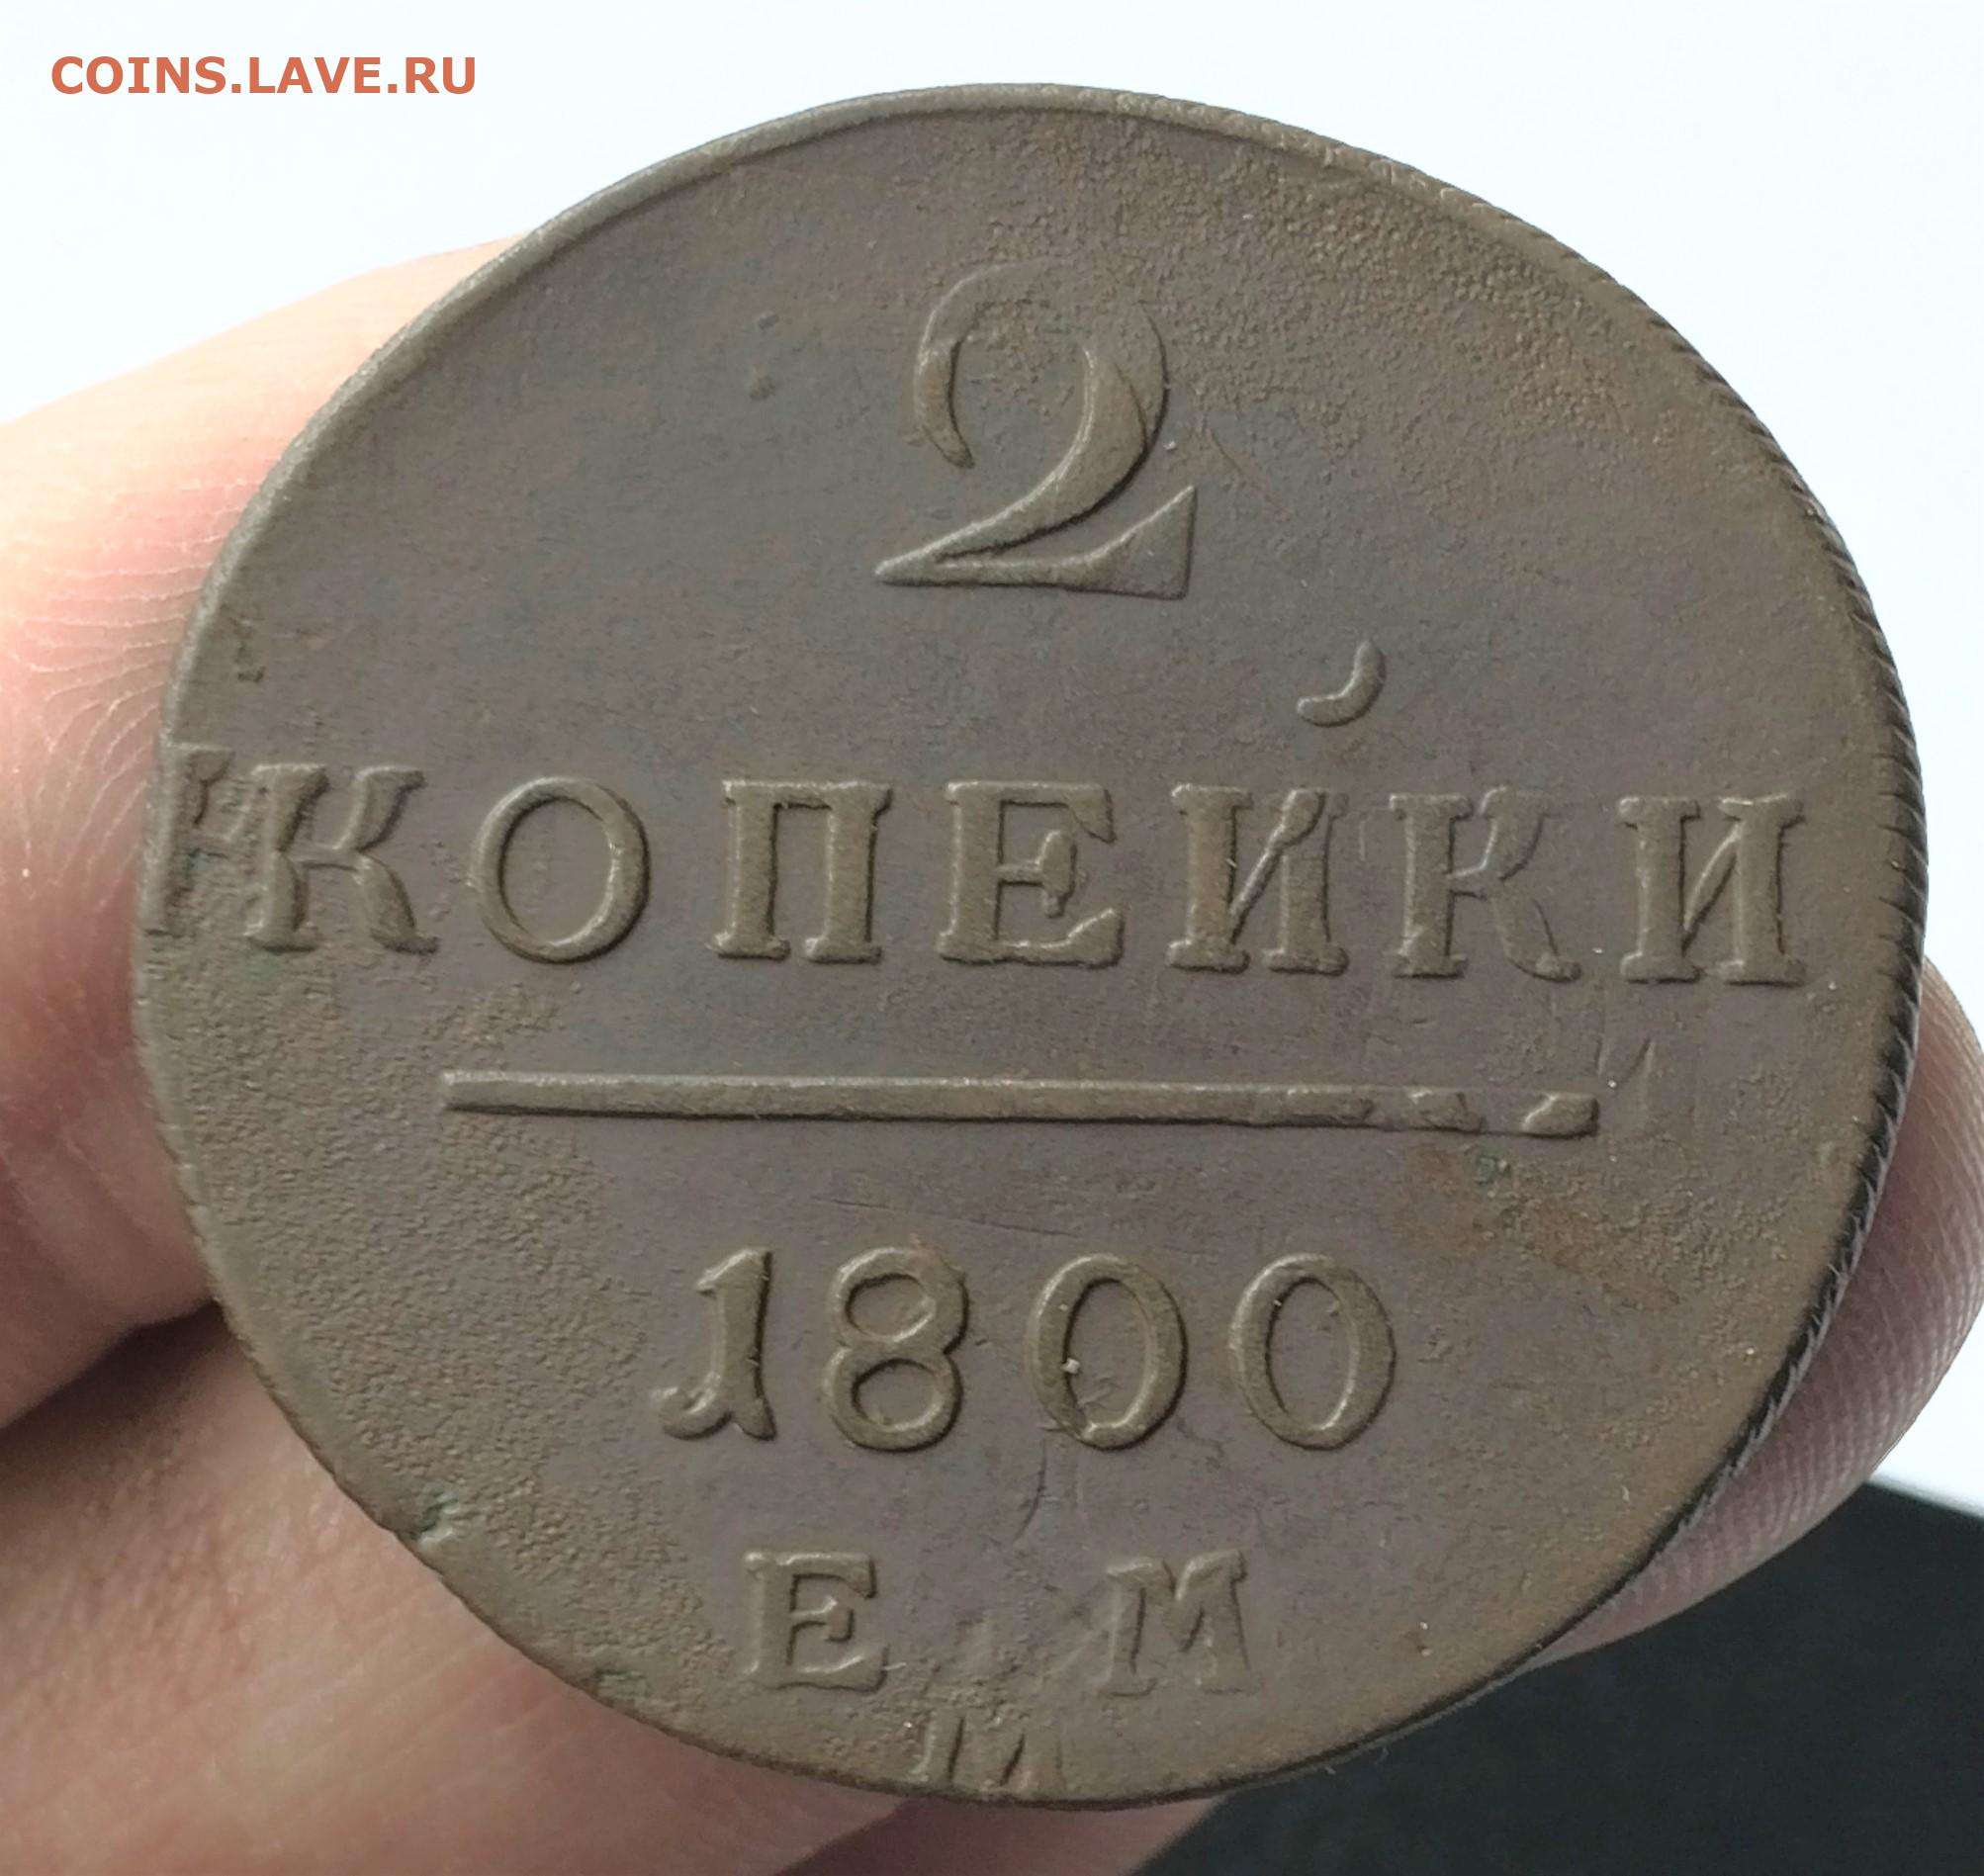 COINS.LAVE.RU
2
КОПЕЙКИ
1800
Е М
М